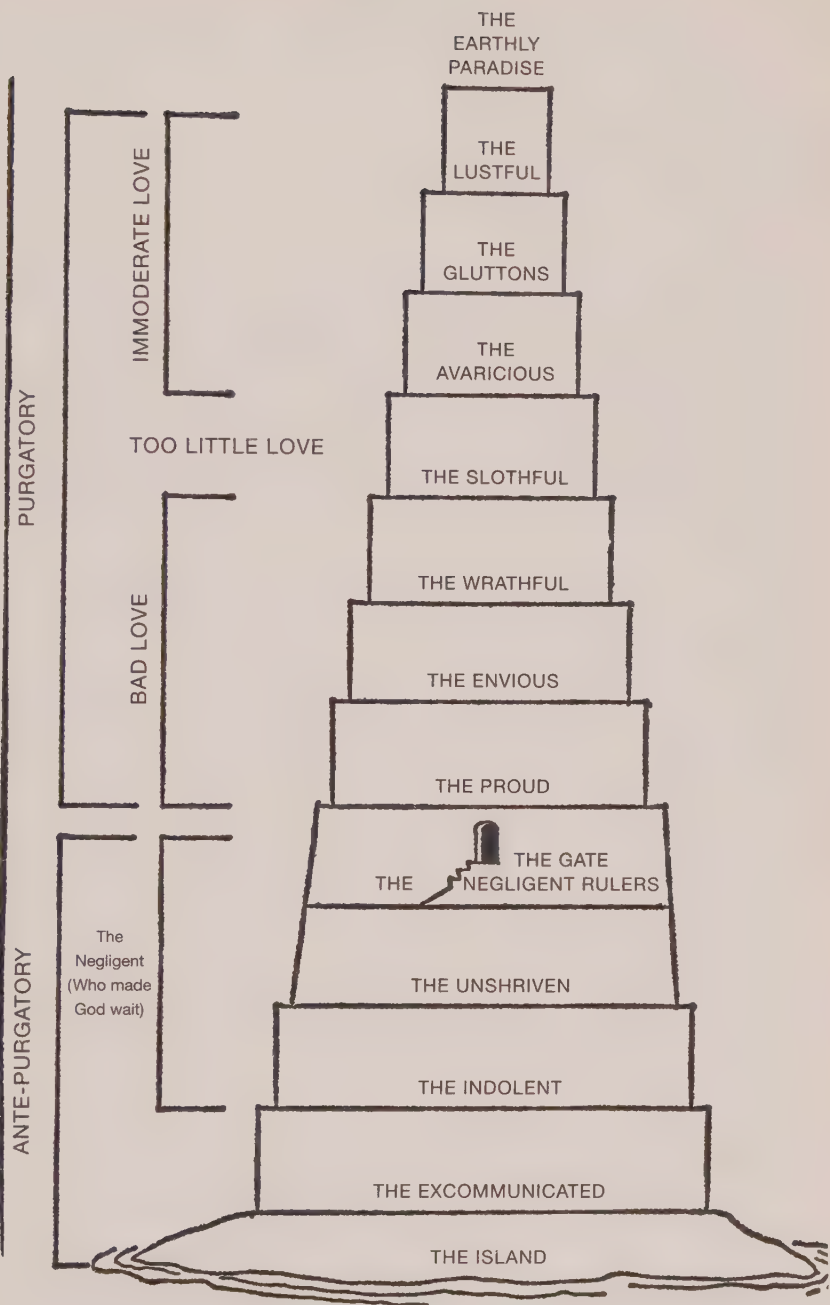 THE
EARTHLY
PARADISE
THE
LUSTFUL
THE
GLUTTONS
THE
AVARICIOUS
THE SLOTHFUL
THE WRATHFUL
THE ENVIOUS
THE PROUD
THE GATE
THE NEGLIGENT RULERS
THE UNSHRIVEN
THE INDOLENT
THE EXCOMMUNICATED
THE ISLAND
PURGATORY
IMMODERATE LOVE
TOO LITTLE LOVE
BAD LOVE
ANTE-PURGATORY
The
Negligent
(Who made
God wait)